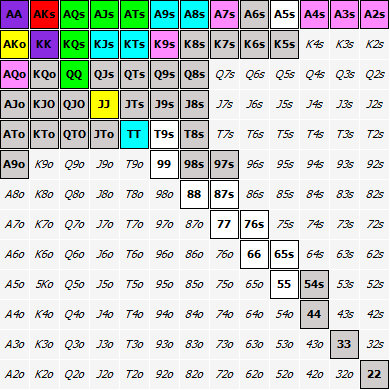 AA AKs AQs AJs ATs A9s A8s A7s A6s A5s A4s A3s A2s
AKo KK KQs KJs KTs K9s K8s K7s K6s K5s K4s K3s K2s
AQo KQo QQ QJs QTs Q9s Q8s Q7s Q6s Q5s Q4s Q3s Q2s
AJo KJO QJO JJ JTs J9s J8s J7s J6s J5s J4s J3s J2s
ATo KTo QTO JTo TT T9s T8s T7s T6s T5s T4s T3s T2s
A9o K9o Q9o J9o T9o 99 98s 97s 96s 95s 94s 93s 92s
A8o K8o Q8o J8o T8o 98o 88 87s 86s 85s 84s 83s 82s
A7o K7o Q7o J7o T7o 97o 87o 77 76s 75s 74s 73s 72s
A6o K6o Q6o J6o T6o 96o 86o 76o 66 65s 64s 63s 62s
A5o 5Ko Q5o J5o T5o 95o 85o 75o 65o 55 54s 53s 52s
A4o K4o Q4o J4o T4o 94o 84o 74o 64o 54o 44 43s 42s
A3o K3o Q3o J3o T3o 93o 83o 73o 63o 53o 43o 33 32s
A2o K2o Q2o J2o T2o 92o 82o 72o 62o 52o 42o 32o 22